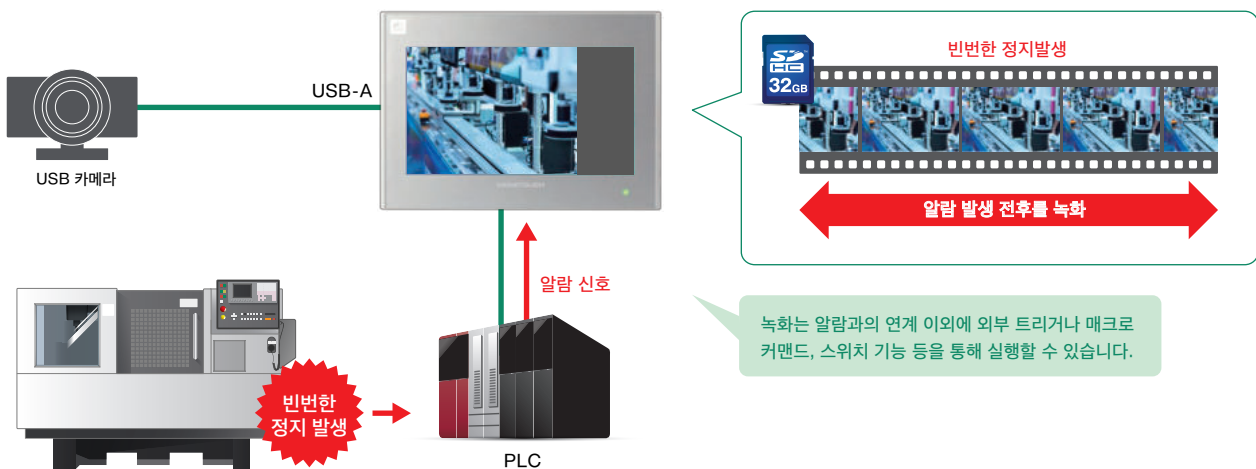 USB 카메라
USB-A
SD
HC
32GB
빈번한 정지발생
알람 발생 전후를 녹화
알람 신호
녹화는 알람과의 연계 이외에 외부 트리거나 매크로
커맨드, 스위치 기능 등을 통해 실행할 수 있습니다.
빈번한
정지 발생
PLC